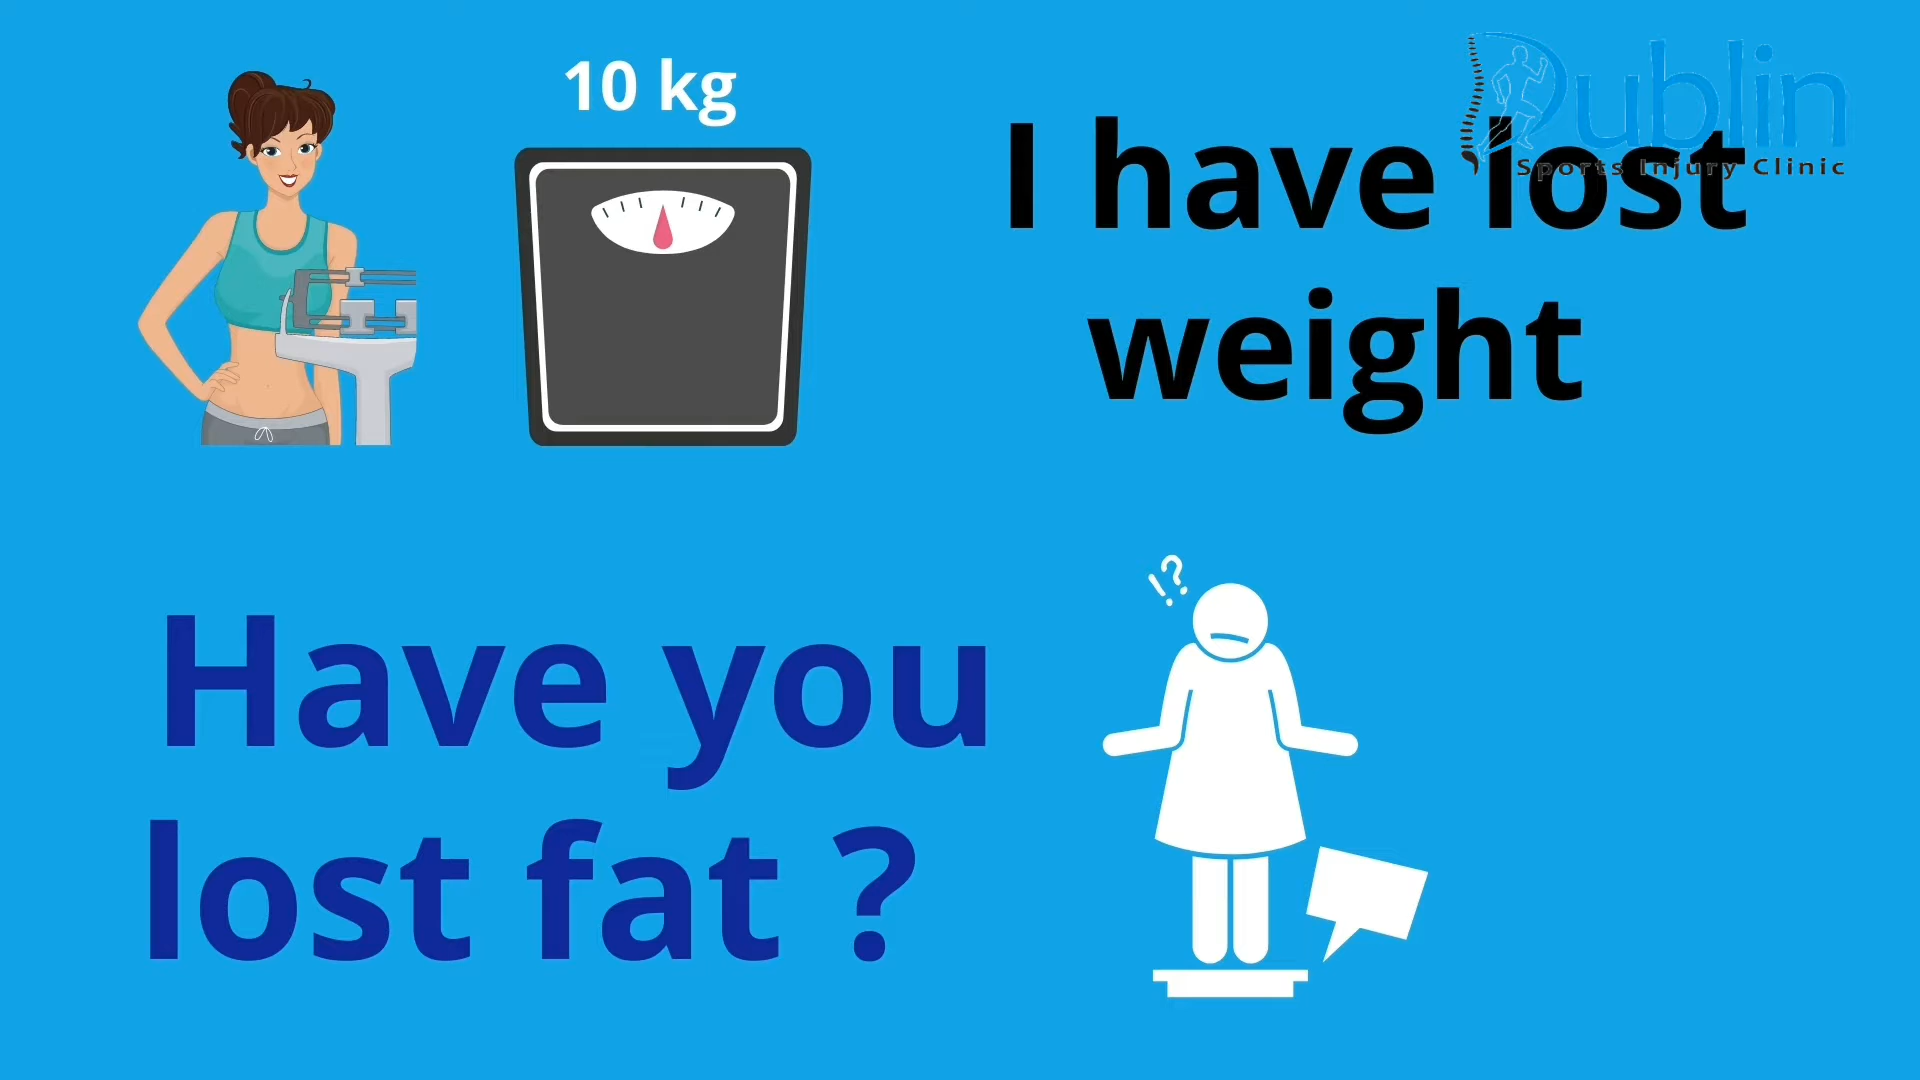 10 kg
Dublin
Sports Injury Clinic
I have lost
weight
!?
Have you
lost fat ?